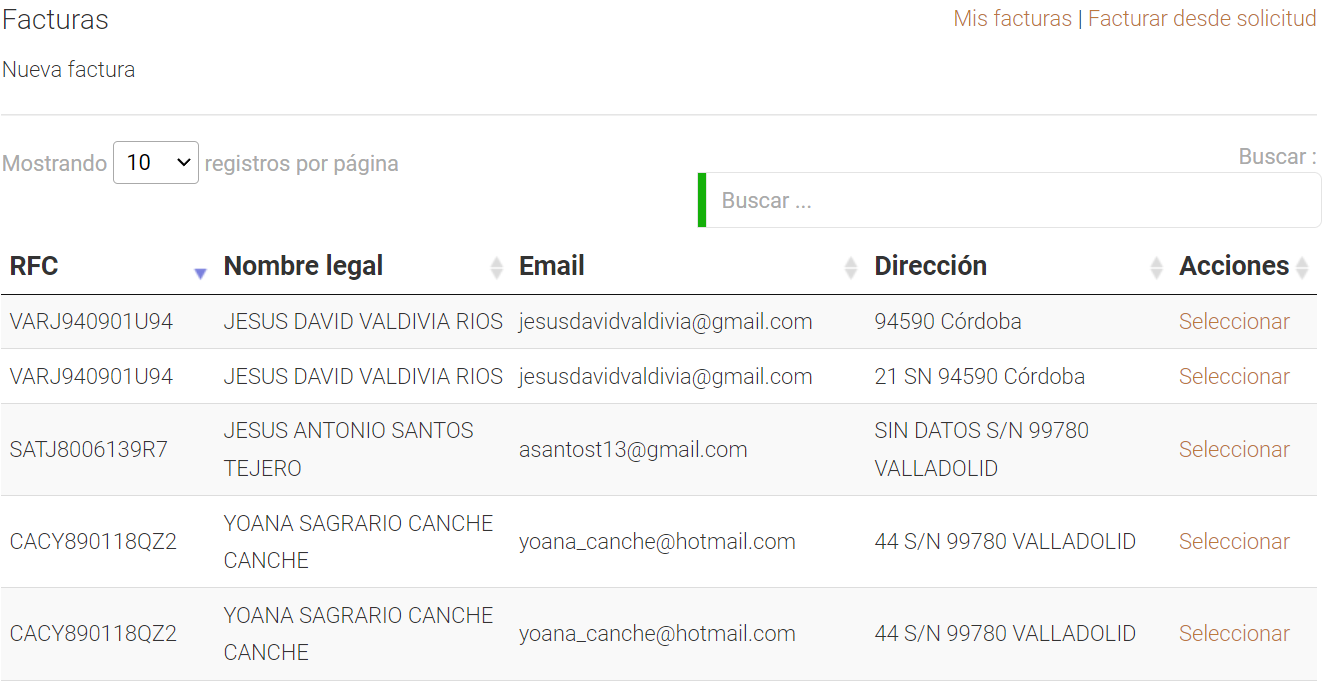 Facturas
Mis facturas | Facturar desde solicitud
Nueva factura
Mostrando 10 registros por página
Buscar :
Buscar ...
RFC Nombre legal Email Dirección Acciones
VARJ940901U94 JESUS DAVID VALDIVIA RIOS jesusdavidvaldivia@gmail.com 94590 Córdoba Seleccionar
VARJ940901U94 JESUS DAVID VALDIVIA RIOS jesusdavidvaldivia@gmail.com 21 SN 94590 Córdoba Seleccionar
JESUS ANTONIO SANTOS SIN DATOS S/N 99780
SATJ8006139R7 asantost13@gmail.com Seleccionar
TEJERO VALLADOLID
YOANA SAGRARIO CANCHE
CACY890118QZ2 yoana_canche@hotmail.com 44 S/N 99780 VALLADOLID Seleccionar
CANCHE
YOANA SAGRARIO CANCHE
CACY890118QZ2 yoana_canche@hotmail.com 44 S/N 99780 VALLADOLID Seleccionar
CANCHE